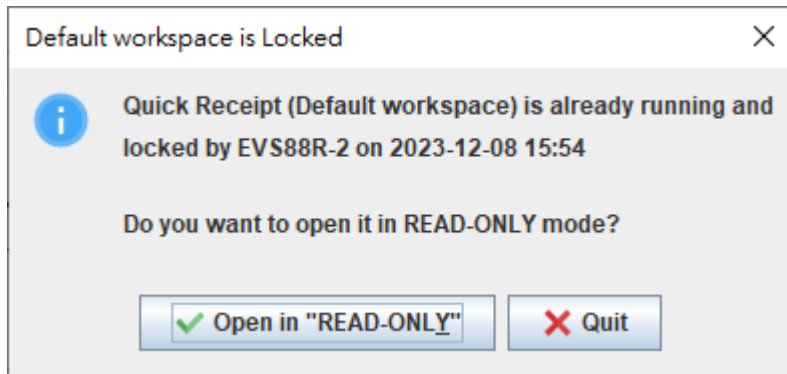 Default workspace is Locked
Quick Receipt (Default workspace) is already running and
locked by EVS88R-2 on 2023-12-08 15:54
Do you want to open it in READ-ONLY mode?
Open in "READ-ONLY"
Quit